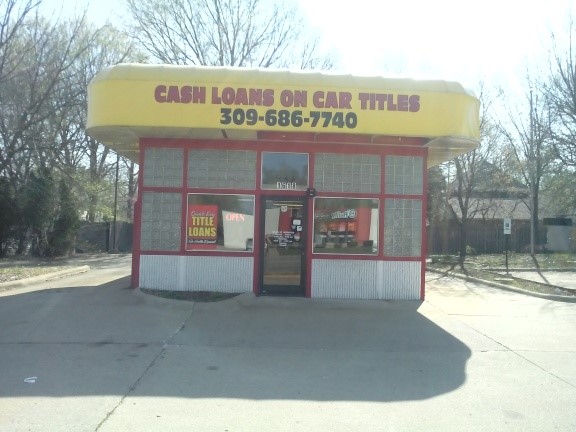 CASH LOANS ON CAR TITLES
309-686-7740
TITLE
LOANS
OPEN